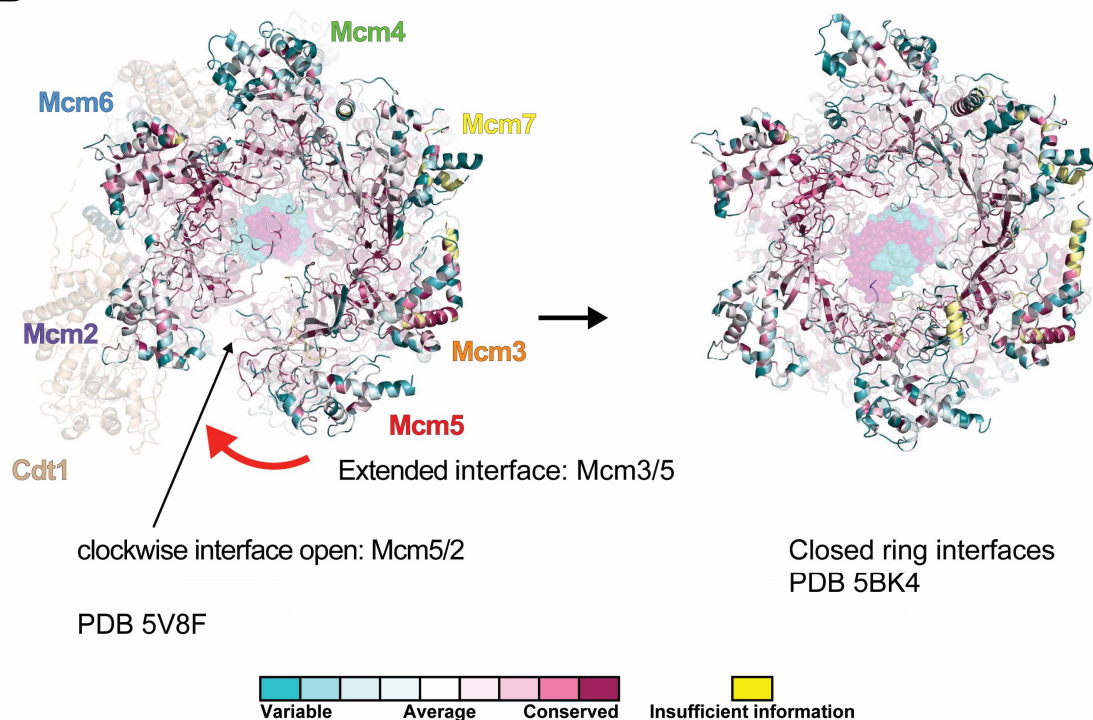 Mcm4
Mcm6
Mcm7
Mcm2
Mcm3
Mcm5
Cdt1
Extended interface: Mcm3/5
clockwise interface open: Mcm5/2
PDB 5V8F
Closed ring interfaces
PDB 5BK4
Variable Average Conserved Insufficient information